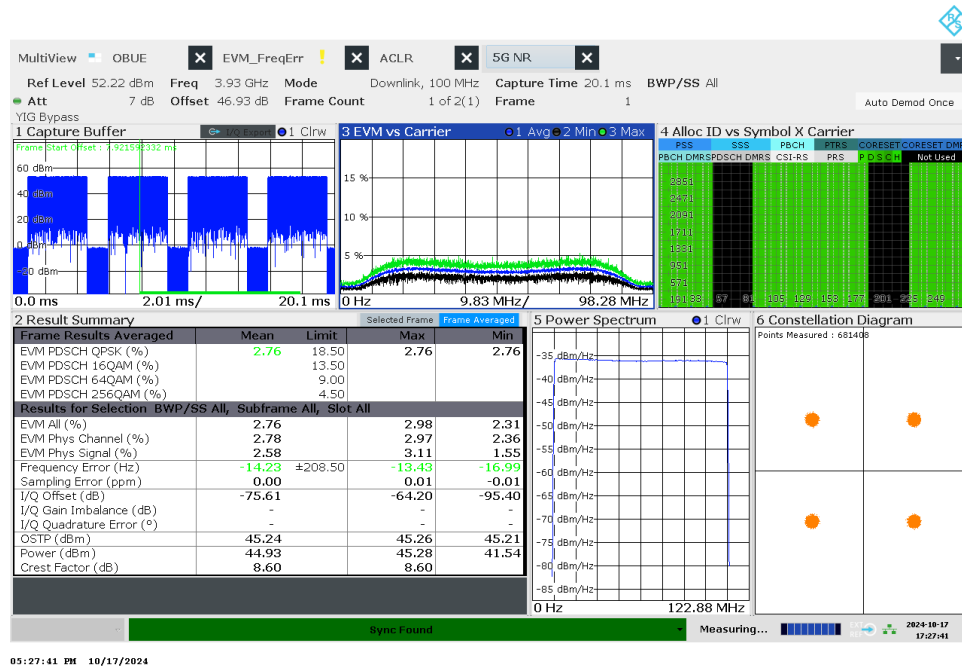 MultiView OBUE EVM_FreqErr ! ACLR 5G NR
Ref Level 52.22 dBm Freq 3.93 GHz Mode Downlink, 100 MHz Capture Time 20.1 ms BWP/SS All
Att 7 dB Offset 46.93 dB Frame Count 1 of 2(1) Frame 1
Auto Demod Once
YIG Bypass
1 Capture Buffer I/Q Export 1 Clrw
Frame Start Offset : 7.921592332 ms
60 dBm
40 dBm
20 dBm
0 dBm
-20 dBm
0.0 ms 2.01 ms/ 20.1 ms
3 EVM vs Carrier 1 Avg 2 Min 3 Max
15 %
10 %
5 %
0 Hz 9.83 MHz/ 98.28 MHz
4 Alloc ID vs Symbol X Carrier
PSS SSS PBCH PTRS CORESET CORESET DMR
PBCH DMRS PDSCH DMRS CSI-RS PRS PDSCH Not Used
2851
2471
2091
1711
1331
951
571
191 33 57 81 105 129 153 177 201 225 249
2 Result Summary Selected Frame Frame Averaged
Frame Results Averaged Mean Limit Max Min
EVM PDSCH QPSK (%) 2.76 18.50 2.76 2.76
EVM PDSCH 16QAM (%) 13.50
EVM PDSCH 64QAM (%) 9.00
EVM PDSCH 256QAM (%) 4.50
Results for Selection BWP/SS All, Subframe All, Slot All
EVM All (%) 2.76 2.98 2.31
EVM Phys Channel (%) 2.78 2.97 2.36
EVM Phys Signal (%) 2.58 3.11 1.55
Frequency Error (Hz) -14.23 ±208.50 -13.43 -16.99
Sampling Error (ppm) 0.00 0.01 -0.01
I/Q Offset (dB) -75.61 -64.20 -95.40
I/Q Gain Imbalance (dB) - - -
I/Q Quadrature Error (º) - - -
OSTP (dBm) 45.24 45.26 45.21
Power (dBm) 44.93 45.28 41.54
Crest Factor (dB) 8.60 8.60
5 Power Spectrum 1 Clrw
-35 dBm/Hz
-40 dBm/Hz
-45 dBm/Hz
-50 dBm/Hz
-55 dBm/Hz
-60 dBm/Hz
-65 dBm/Hz
-70 dBm/Hz
-75 dBm/Hz
-80 dBm/Hz
-85 dBm/Hz
0 Hz 122.88 MHz
6 Constellation Diagram
Points Measured : 681408
Sync Found Measuring... EXT REF 2024-10-17
17:27:41
05:27:41 PM 10/17/2024